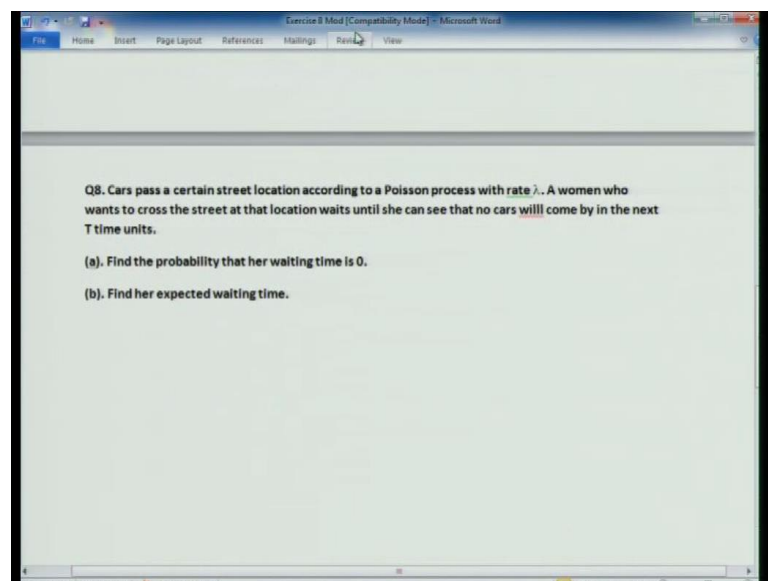 Exercise 8 Mod [Compatibility Mode] - Microsoft Word
File Home Insert Page Layout References Mailings Review View
Q8. Cars pass a certain street location according to a Poisson process with rate λ. A women who
wants to cross the street at that location waits until she can see that no cars willl come by in the next
T time units.
(a). Find the probability that her waiting time is 0.
(b). Find her expected waiting time.